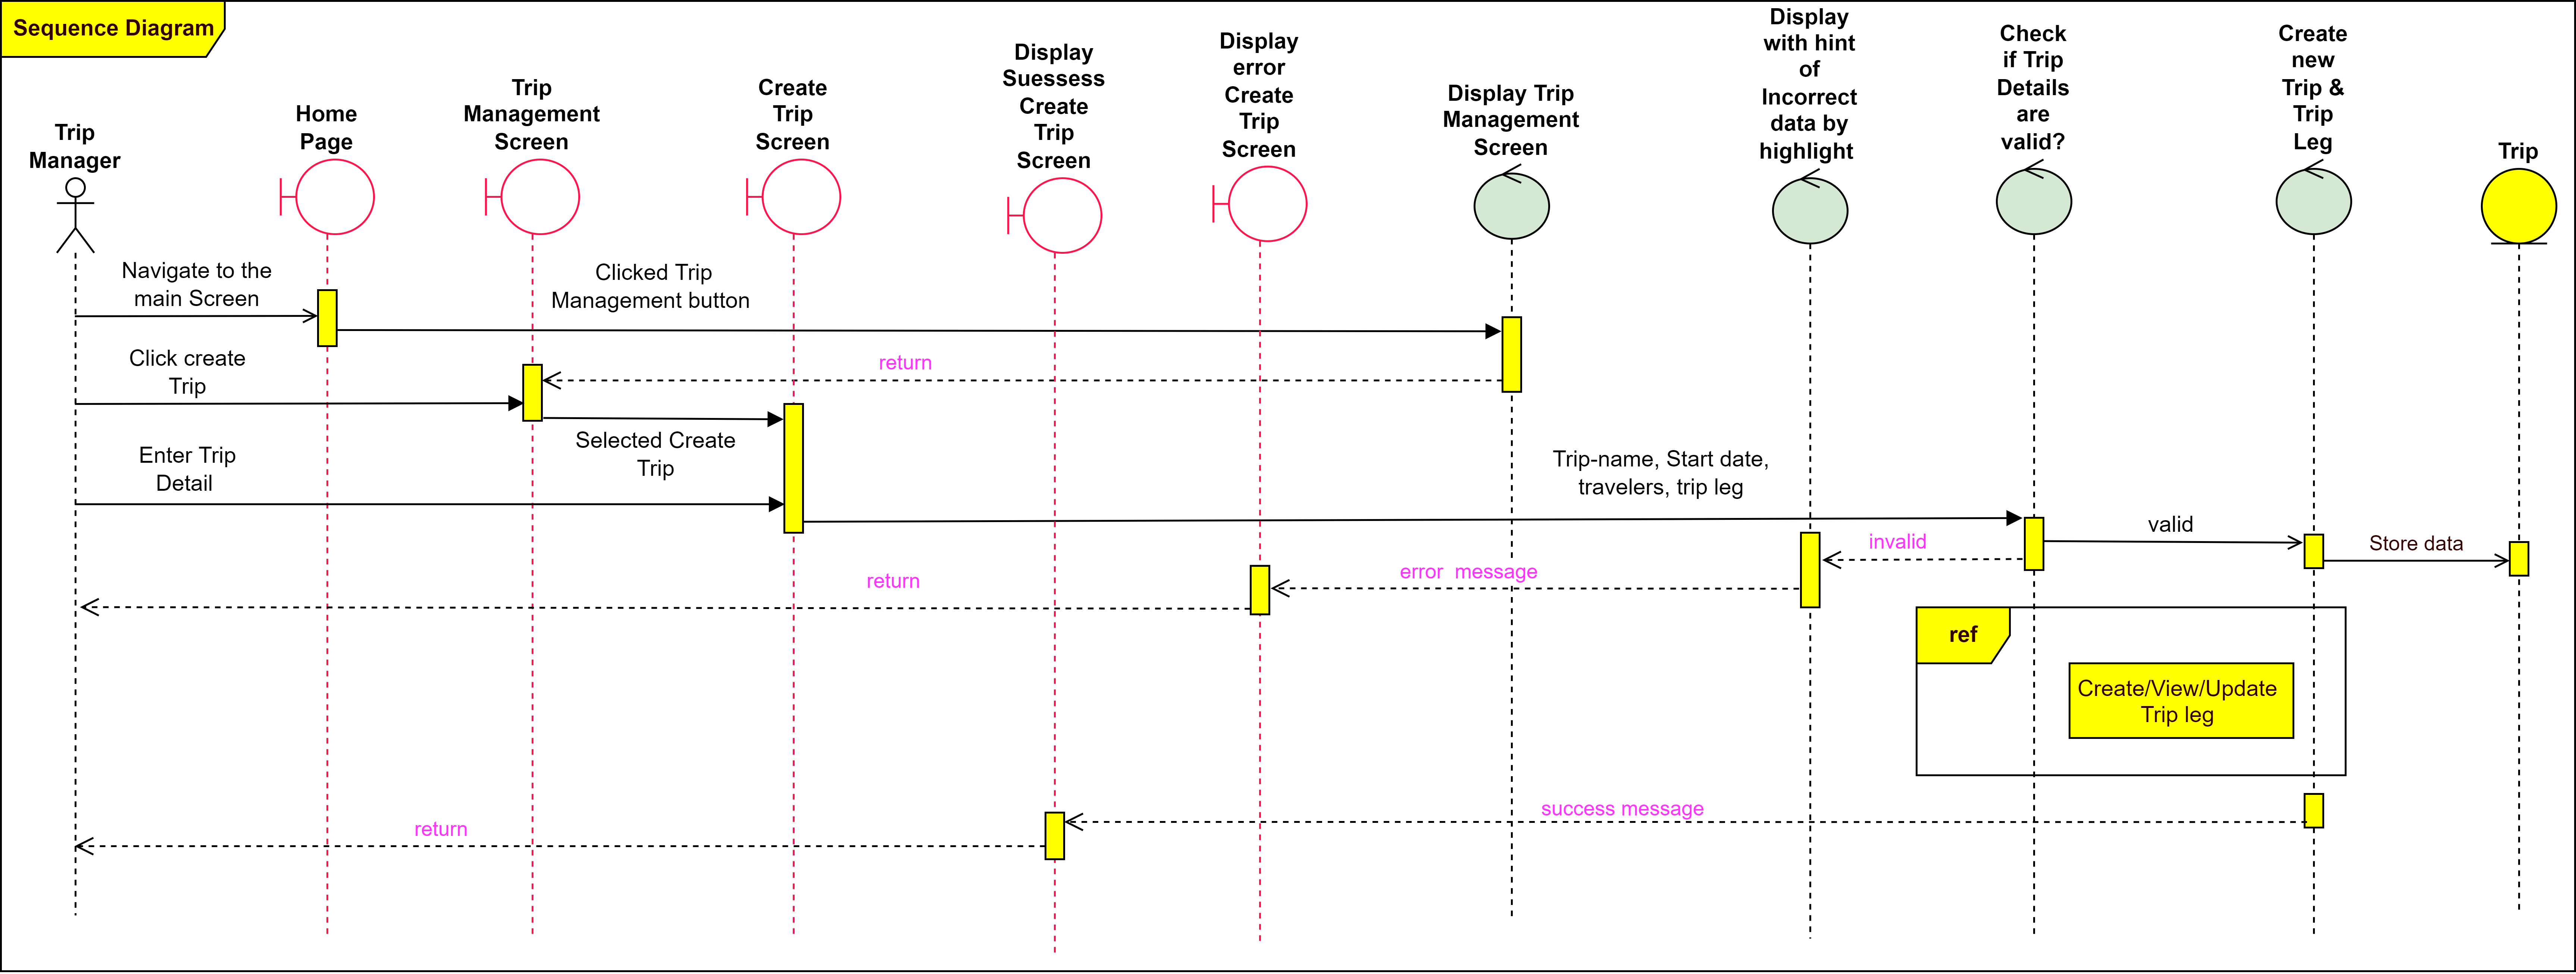 Sequence Diagram
Trip
Manager
Home
Page
Trip
Management
Screen
Create
Trip
Screen
Display
Suessess
Create
Trip
Screen
Display
error
Create
Trip
Screen
Display Trip
Management
Screen
Display
with hint
of
Incorrect
data by
highlight
Check
if Trip
Details
are
valid?
Create
new
Trip &
Trip
Leg
Trip
Navigate to the
main Screen
Clicked Trip
Management button
return
Click create
Trip
Selected Create
Trip
Enter Trip
Detail
Trip-name, Start date,
travelers, trip leg
valid
invalid
Store data
error message
return
ref
Create/View/Update
Trip leg
success message
return